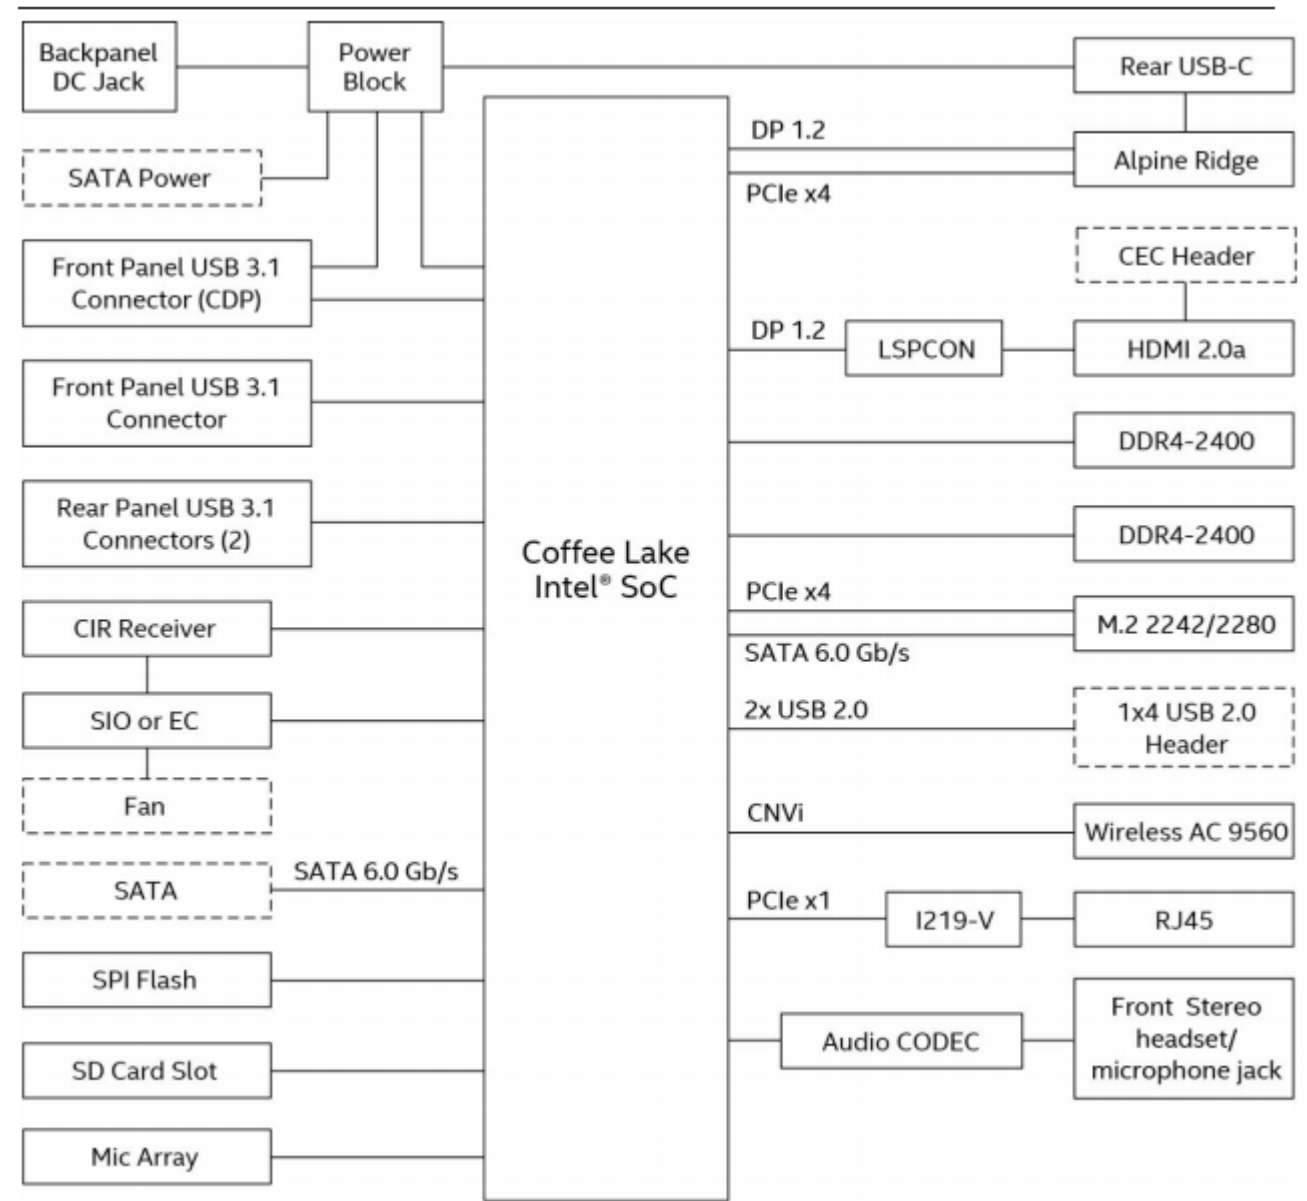 Backpanel
DC Jack
Power
Block
Rear USB-C
DP 1.2
Alpine Ridge
PCIe x4
SATA Power
CEC Header
Front Panel USB 3.1
Connector (CDP)
DP 1.2
LSPCON
HDMI 2.0a
Front Panel USB 3.1
Connector
DDR4-2400
Rear Panel USB 3.1
Connectors (2)
DDR4-2400
Coffee Lake
Intel® SoC
PCIe x4
M.2 2242/2280
SATA 6.0 Gb/s
CIR Receiver
2x USB 2.0
1x4 USB 2.0
Header
SIO or EC
Fan
CNVi
Wireless AC 9560
SATA 6.0 Gb/s
SATA
PCIe x1
I219-V
RJ45
SPI Flash
Front Stereo
headset/
microphone jack
Audio CODEC
SD Card Slot
Mic Array